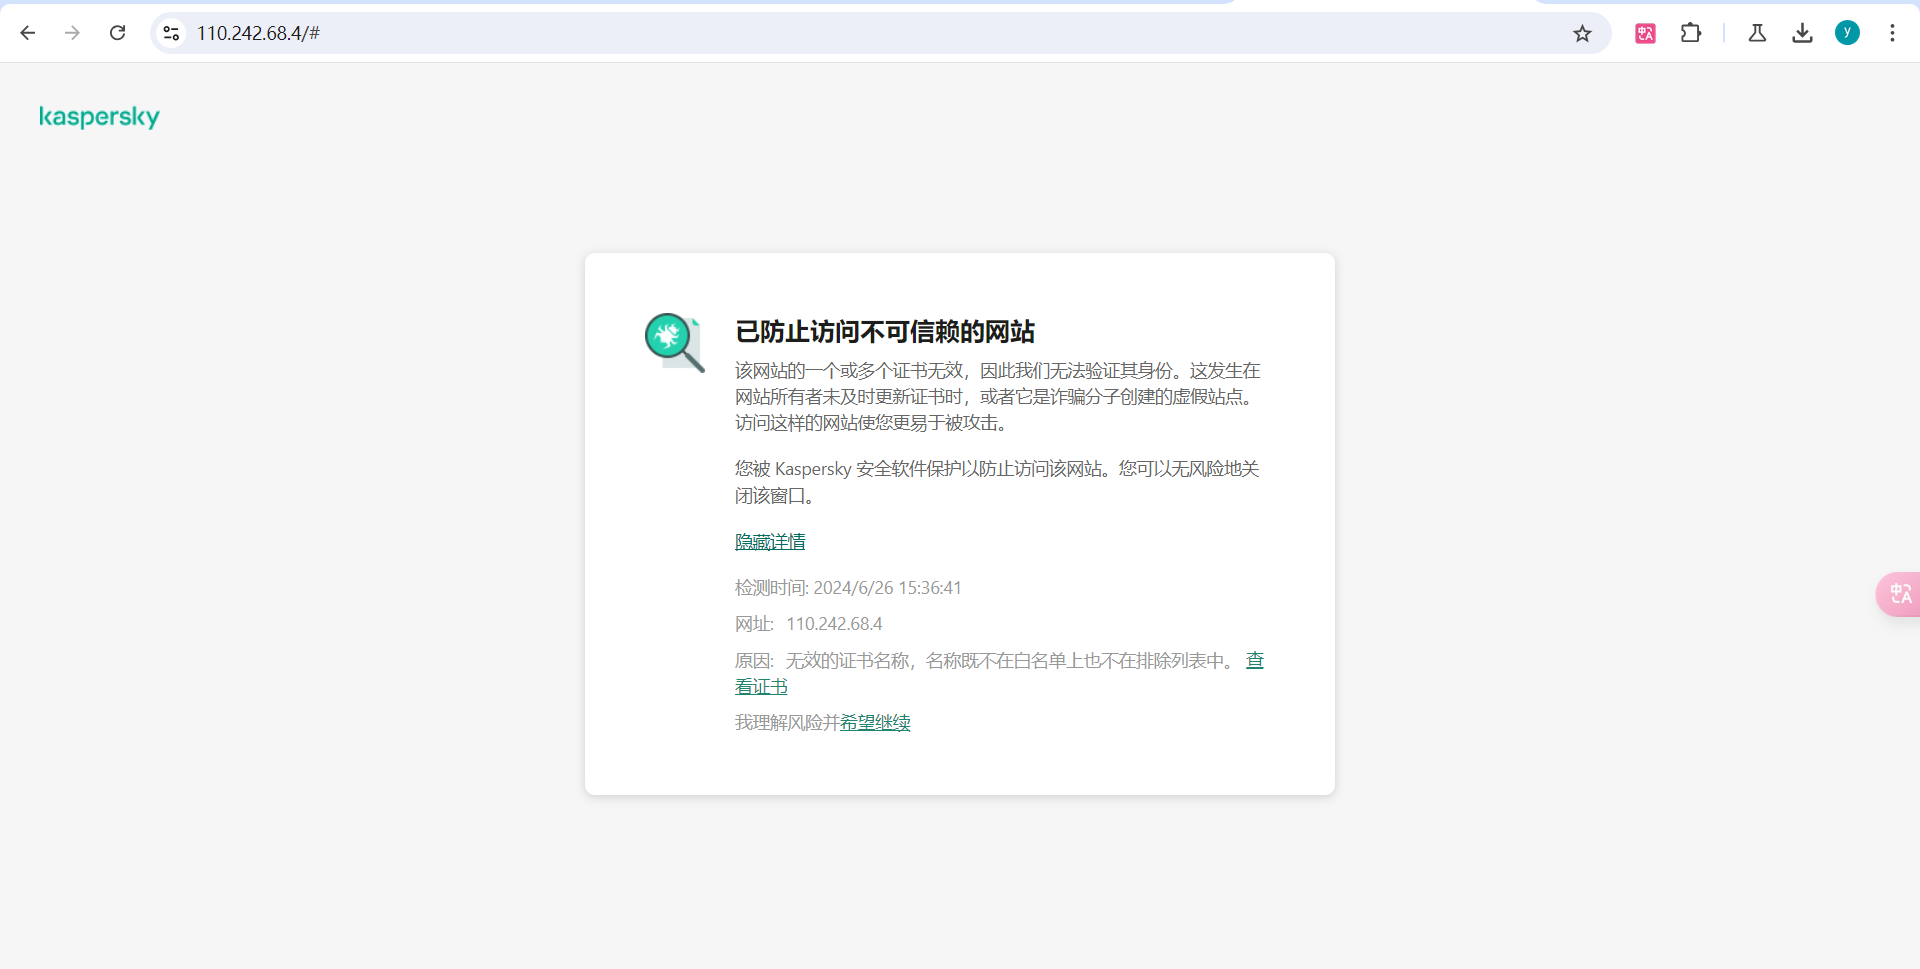 110.242.68.4/#
y
kaspersky
已防止访问不可信赖的网站
该网站的一个或多个证书无效，因此我们无法验证其身份。这发生在
网站所有者未及时更新证书时，或者它是诈骗分子创建的虚假站点。
访问这样的网站使您更易于被攻击。
您被 Kaspersky 安全软件保护以防止访问该网站。您可以无风险地关
闭该窗口。
隐藏详情
检测时间: 2024/6/26 15:36:41
网址: 110.242.68.4
原因: 无效的证书名称，名称既不在白名单上也不在排除列表中。 查
看证书
我理解风险并希望继续
中A